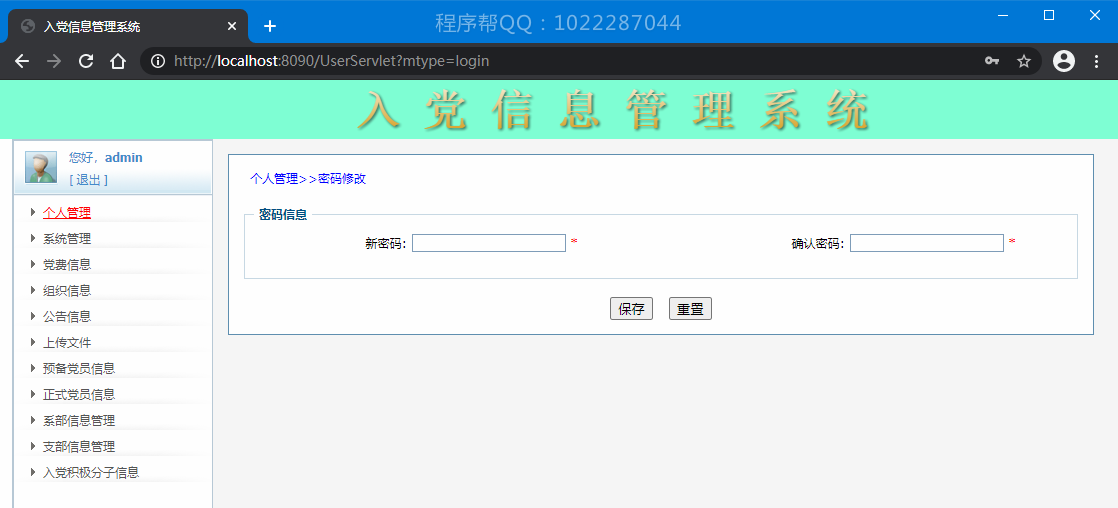 入党信息管理系统
程序帮QQ：1022287044
http://localhost:8090/UserServlet?mtype=login
入党信息管理系统
您好，admin
[ 退出 ]
个人管理
系统管理
党费信息
组织信息
公告信息
上传文件
预备党员信息
正式党员信息
系部信息管理
支部信息管理
入党积极分子信息
个人管理>>密码修改
密码信息
新密码: * 确认密码: *
保存 重置